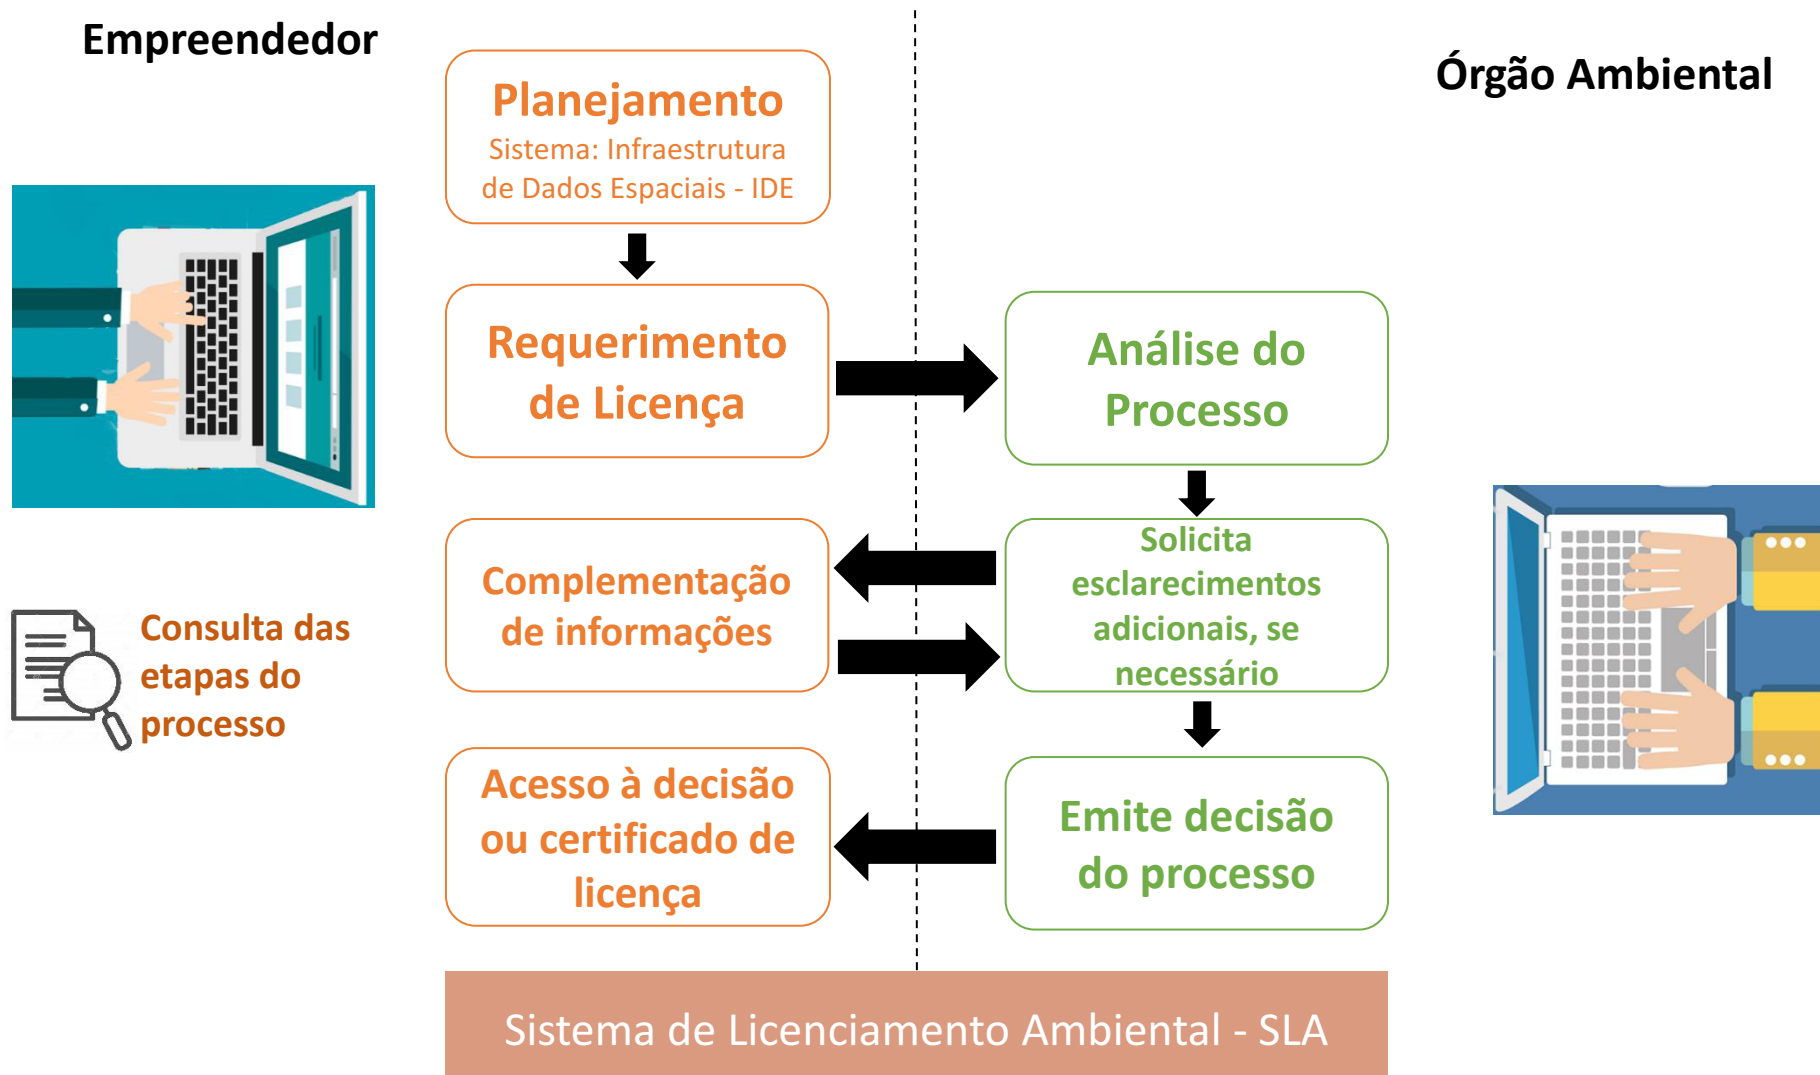 Empreendedor
Órgão Ambiental
Planejamento
Sistema: Infraestrutura
de Dados Espaciais - IDE
Requerimento
de Licença
Análise do
Processo
Complementação
de informações
Solicita
esclarecimentos
adicionais, se
necessário
Consulta das
etapas do
processo
Acesso à decisão
ou certificado de
licença
Emite decisão
do processo
Sistema de Licenciamento Ambiental - SLA